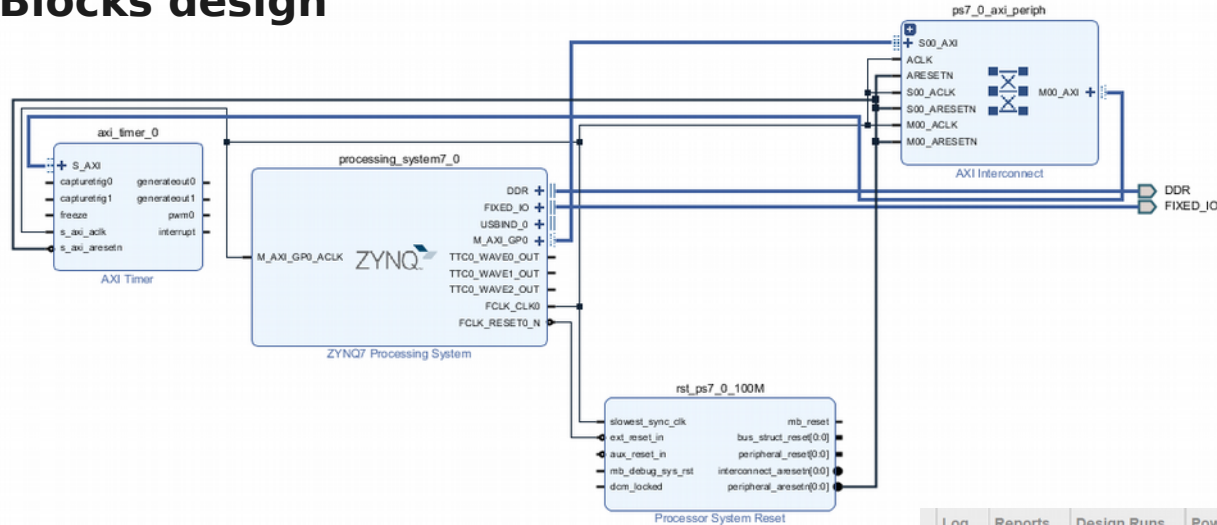 Blocks design
ps7_0_axi_periph
S00_AXI
ACLK
ARESETN
S00_ACLK
S00_ARESETN
M00_ACLK
M00_ARESETN
M00_AXI
AXI Interconnect
axi_timer_0
S_AXI
capturetrig0 generateout0
capturetrig1 generateout1
freeze pwm0
s_axi_aclk interrupt
s_axi_aresetn
AXI Timer
processing_system7_0
DDR
FIXED_IO
USBIND_0
M_AXI_GP0
M_AXI_GP0_ACLK
ZYNQ
TTC0_WAVE0_OUT
TTC0_WAVE1_OUT
TTC0_WAVE2_OUT
FCLK_CLK0
FCLK_RESET0_N
ZYNQ7 Processing System
DDR
FIXED_IO
rst_ps7_0_100M
slowest_sync_clk mb_reset
ext_reset_in bus_struct_reset[0:0]
aux_reset_in peripheral_reset[0:0]
mb_debug_sys_rst interconnect_aresetn[0:0]
dcm_locked peripheral_aresetn[0:0]
Processor System Reset
Log Reports Design Runs